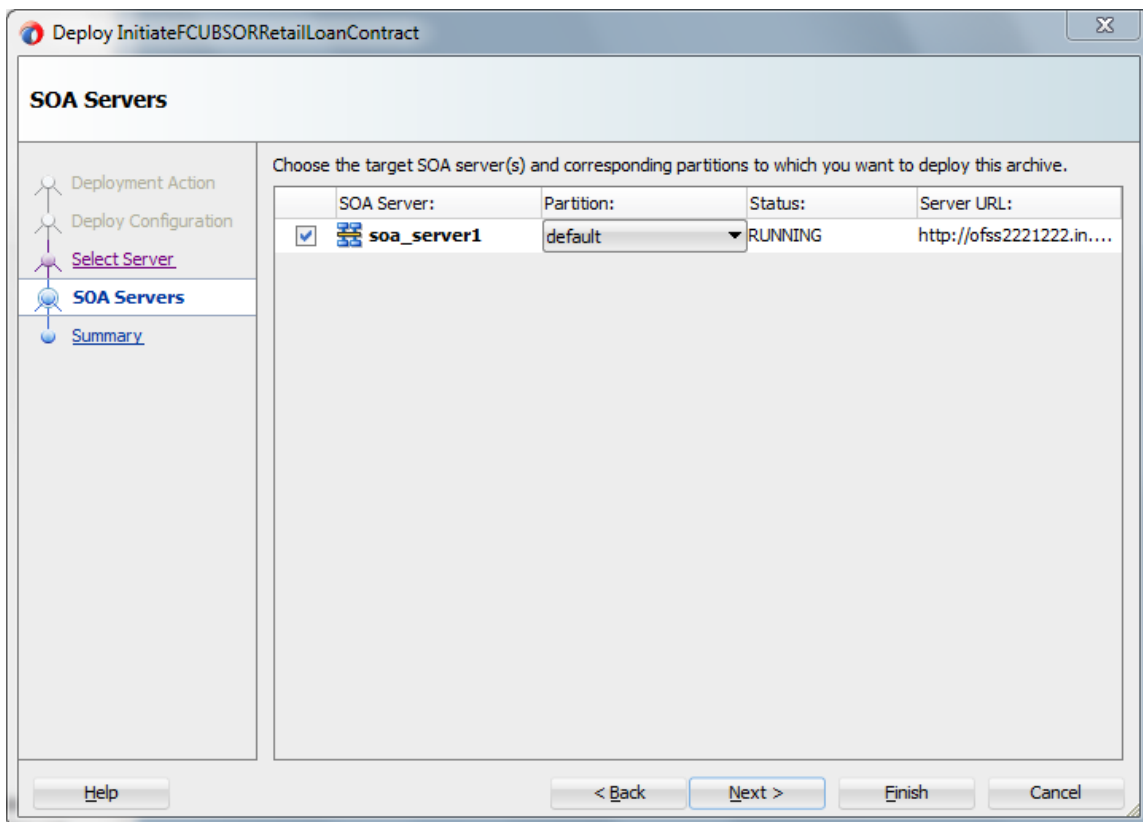 Deploy InitiateFCUBSORRetailLoanContract
SOA Servers
Deployment Action
Deploy Configuration
Select Server
SOA Servers
Summary
Choose the target SOA server(s) and corresponding partitions to which you want to deploy this archive.
SOA Server: Partition: Status: Server URL:
soa_server1 default RUNNING http://ofss2221222.in....
Help < Back Next > Finish Cancel